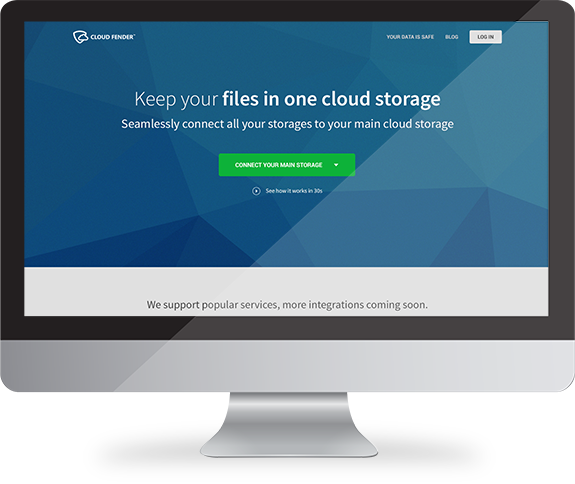 CLOUD FENDER™
YOUR DATA IS SAFE BLOG LOG IN
Keep your files in one cloud storage
Seamlessly connect all your storages to your main cloud storage
CONNECT YOUR MAIN STORAGE
See how it works in 30s
We support popular services, more integrations coming soon.